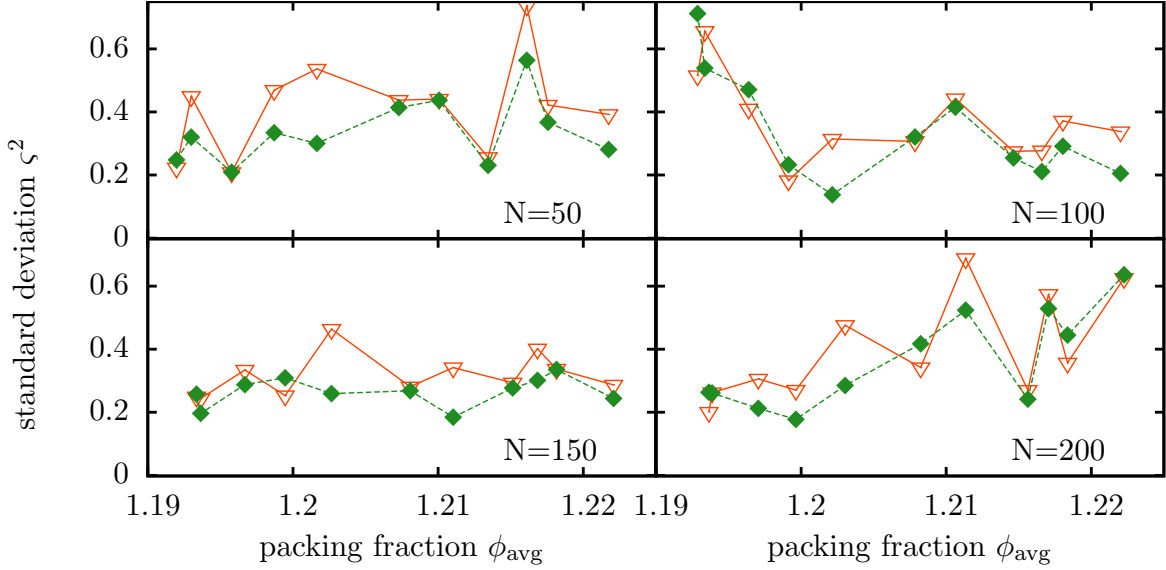 0.6
0.4
0.2
0
N=50
N=100
0.6
0.4
0.2
0
N=150
N=200
1.19 1.2 1.21 1.22 1.19 1.2 1.21 1.22
packing fraction ϕavg packing fraction ϕavg
standard deviation ς²